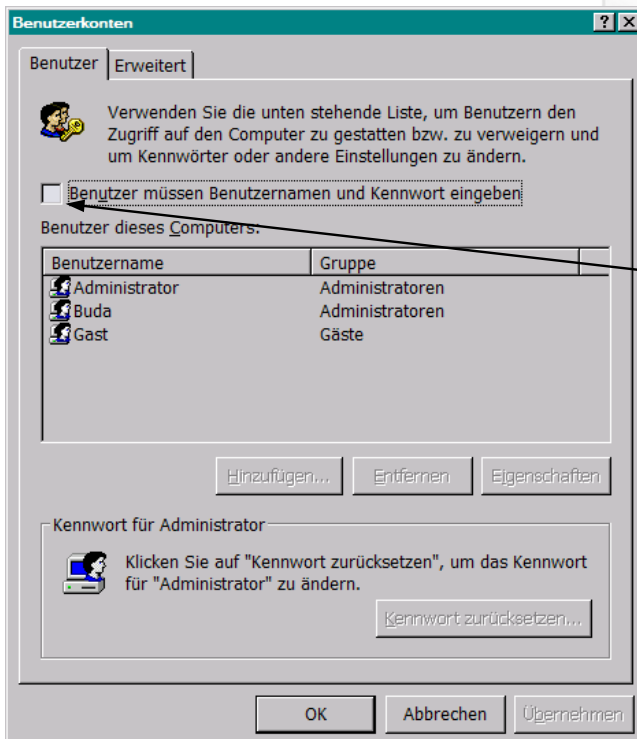 Benutzerkonten
Benutzer
Erweitert
Verwenden Sie die unten stehende Liste, um Benutzern den
Zugriff auf den Computer zu gestatten bzw. zu verweigern und
um Kennwörter oder andere Einstellungen zu ändern.
Benutzer müssen Benutzernamen und Kennwort eingeben
Benutzer dieses Computers:
Benutzername Gruppe
Administrator Administratoren
Buda Administratoren
Gast Gäste
Hinzufügen... Entfernen Eigenschaften
Kennwort für Administrator
Klicken Sie auf "Kennwort zurücksetzen", um das Kennwort
für "Administrator" zu ändern.
Kennwort zurücksetzen...
OK Abbrechen Übernehmen